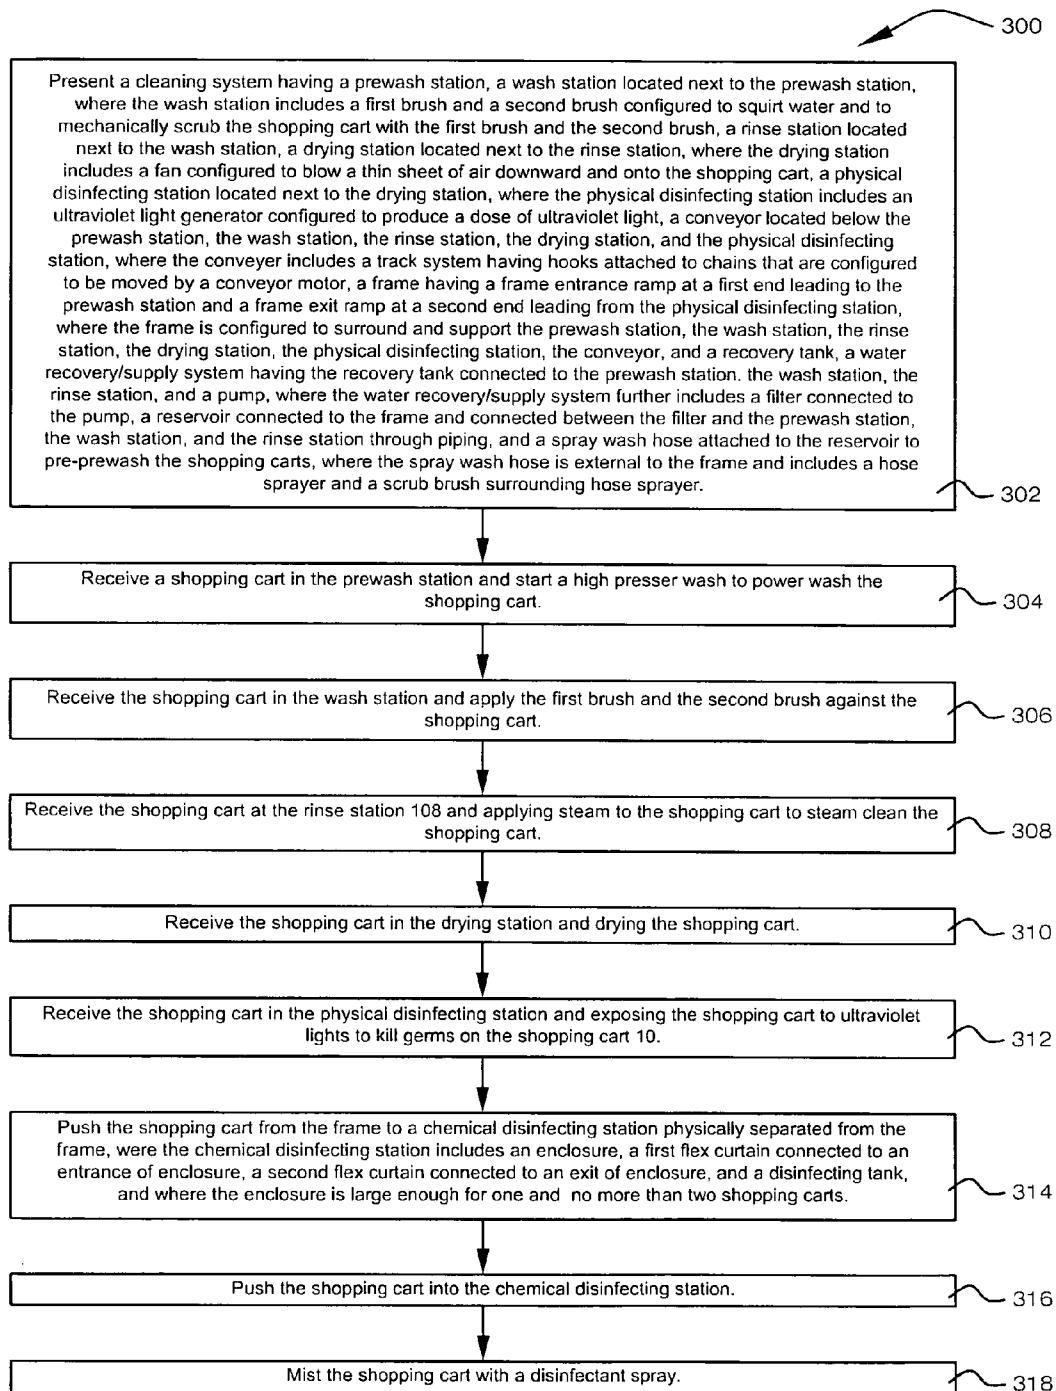 300
Present a cleaning system having a prewash station, a wash station located next to the prewash station,
where the wash station includes a first brush and a second brush configured to squirt water and to
mechanically scrub the shopping cart with the first brush and the second brush, a rinse station located
next to the wash station, a drying station located next to the rinse station, where the drying station
includes a fan configured to blow a thin sheet of air downward and onto the shopping cart, a physical
disinfecting station located next to the drying station, where the physical disinfecting station includes an
ultraviolet light generator configured to produce a dose of ultraviolet light, a conveyor located below the
prewash station, the wash station, the rinse station, the drying station, and the physical disinfecting
station, where the conveyer includes a track system having hooks attached to chains that are configured
to be moved by a conveyor motor, a frame having a frame entrance ramp at a first end leading to the
prewash station and a frame exit ramp at a second end leading from the physical disinfecting station,
where the frame is configured to surround and support the prewash station, the wash station, the rinse
station, the drying station, the physical disinfecting station, the conveyor, and a recovery tank, a water
recovery/supply system having the recovery tank connected to the prewash station. the wash station, the
rinse station, and a pump, where the water recovery/supply system further includes a filter connected to
the pump, a reservoir connected to the frame and connected between the filter and the prewash station,
the wash station, and the rinse station through piping, and a spray wash hose attached to the reservoir to
pre-prewash the shopping carts, where the spray wash hose is external to the frame and includes a hose
sprayer and a scrub brush surrounding hose sprayer.
302
Receive a shopping cart in the prewash station and start a high presser wash to power wash the
shopping cart.
304
Receive the shopping cart in the wash station and apply the first brush and the second brush against the
shopping cart.
306
Receive the shopping cart at the rinse station 108 and applying steam to the shopping cart to steam clean the
shopping cart.
308
Receive the shopping cart in the drying station and drying the shopping cart.
310
Receive the shopping cart in the physical disinfecting station and exposing the shopping cart to ultraviolet
lights to kill germs on the shopping cart 10.
312
Push the shopping cart from the frame to a chemical disinfecting station physically separated from the
frame, were the chemical disinfecting station includes an enclosure, a first flex curtain connected to an
entrance of enclosure, a second flex curtain connected to an exit of enclosure, and a disinfecting tank,
and where the enclosure is large enough for one and no more than two shopping carts.
314
Push the shopping cart into the chemical disinfecting station.
316
Mist the shopping cart with a disinfectant spray.
318